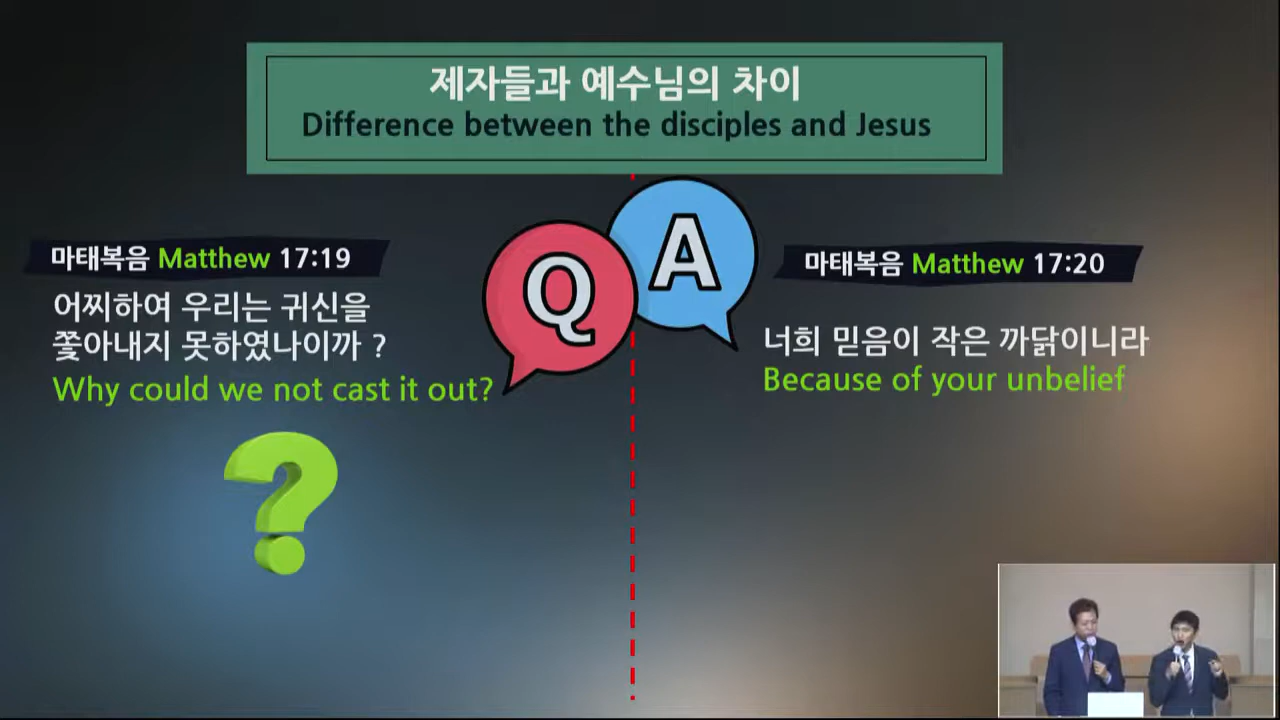 제자들과 예수님의 차이
Difference between the disciples and Jesus
마태복음 Matthew 17:19
어찌하여 우리는 귀신을
쫓아내지 못하였나이까 ?
Why could we not cast it out?
Q
A
마태복음 Matthew 17:20
너희 믿음이 작은 까닭이니라
Because of your unbelief
?